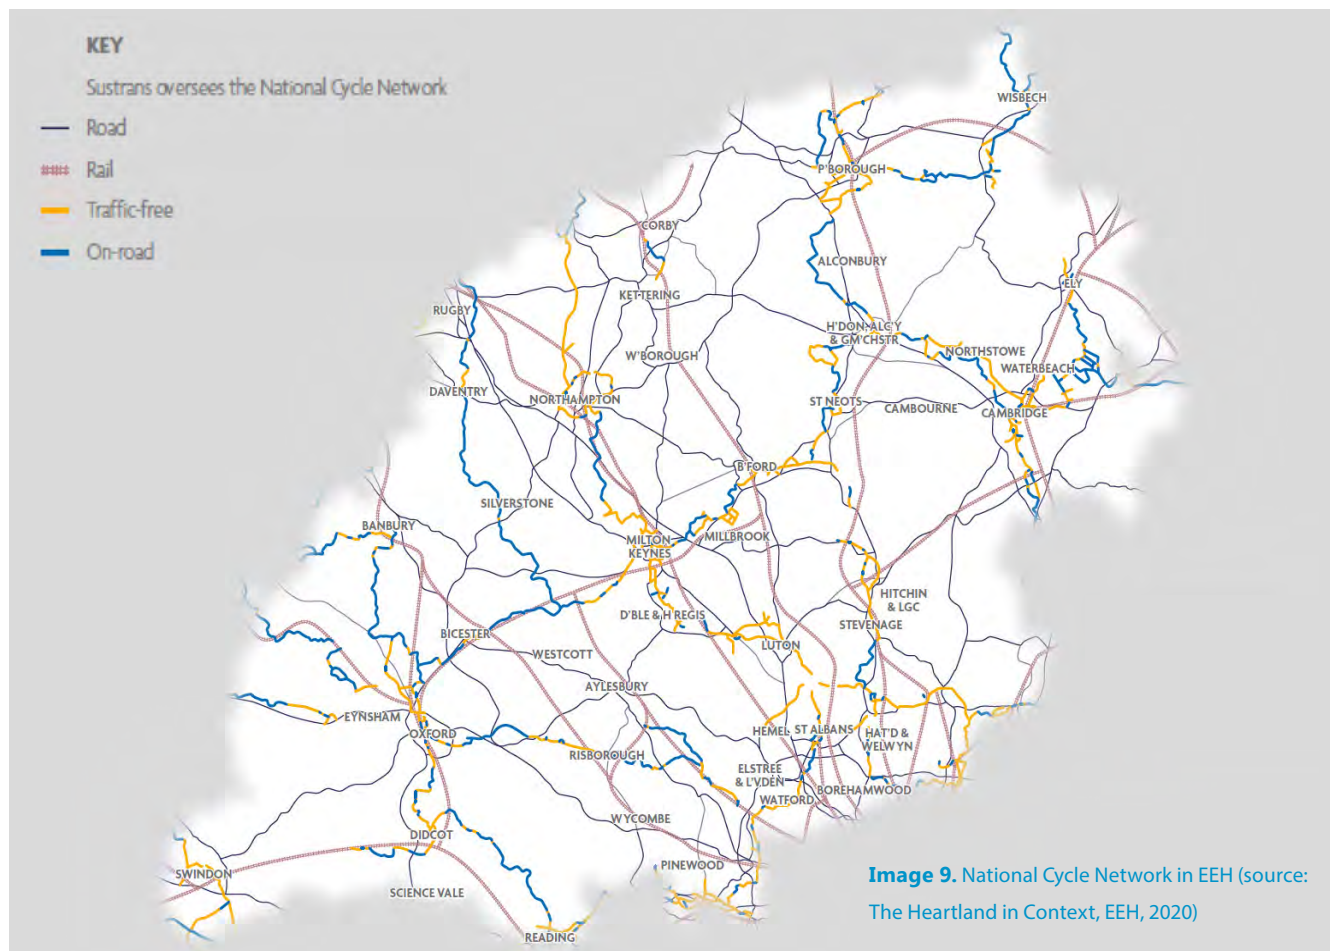 KEY
Sustrans oversees the National Cycle Network
Road
Rail
Traffic-free
On-road
WISBECH
P'BOROUGH
CORBY
ALCONBURY
ELY
KETTERING
RUGBY
H'DON, ALC'Y
& GM'CHSTR
NORTHSTOWE
W'BOROUGH
WATERBEACH
DAVENTRY
NORTHAMPTON
ST NEOTS
CAMBOURNE
CAMBRIDGE
B'FORD
SILVERSTONE
BANBURY
MILTON
KEYNES
MILLBROOK
HITCHIN
& LGC
D'BLE & H REGIS
STEVENAGE
BICESTER
LUTON
WESTCOTT
AYLESBURY
EYNSHAM
OXFORD
HEMEL
ST ALBANS
HAT'D &
WELWYN
RISBOROUGH
ELSTREE
& L'VDEN
BOREHAMWOOD
WATFORD
WYCOMBE
DIDCOT
PINEWOOD
SWINDON
SCIENCE VALE
READING
Image 9. National Cycle Network in EEH (source:
The Heartland in Context, EEH, 2020)